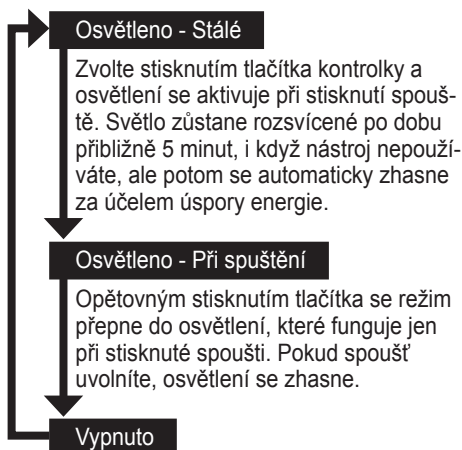 Osvětleno - Stálé
Zvolte stisknutím tlačítka kontrolky a
osvětlení se aktivuje při stisknutí spouš-
tě. Světlo zůstane rozsvícené po dobu
přibližně 5 minut, i když nástroj nepouží-
váte, ale potom se automaticky zhasne
za účelem úspory energie.
Osvětleno - Při spuštění
Opětovným stisknutím tlačítka se režim
přepne do osvětlení, které funguje jen
při stisknuté spoušti. Pokud spoušť
uvolníte, osvětlení se zhasne.
Vypnuto